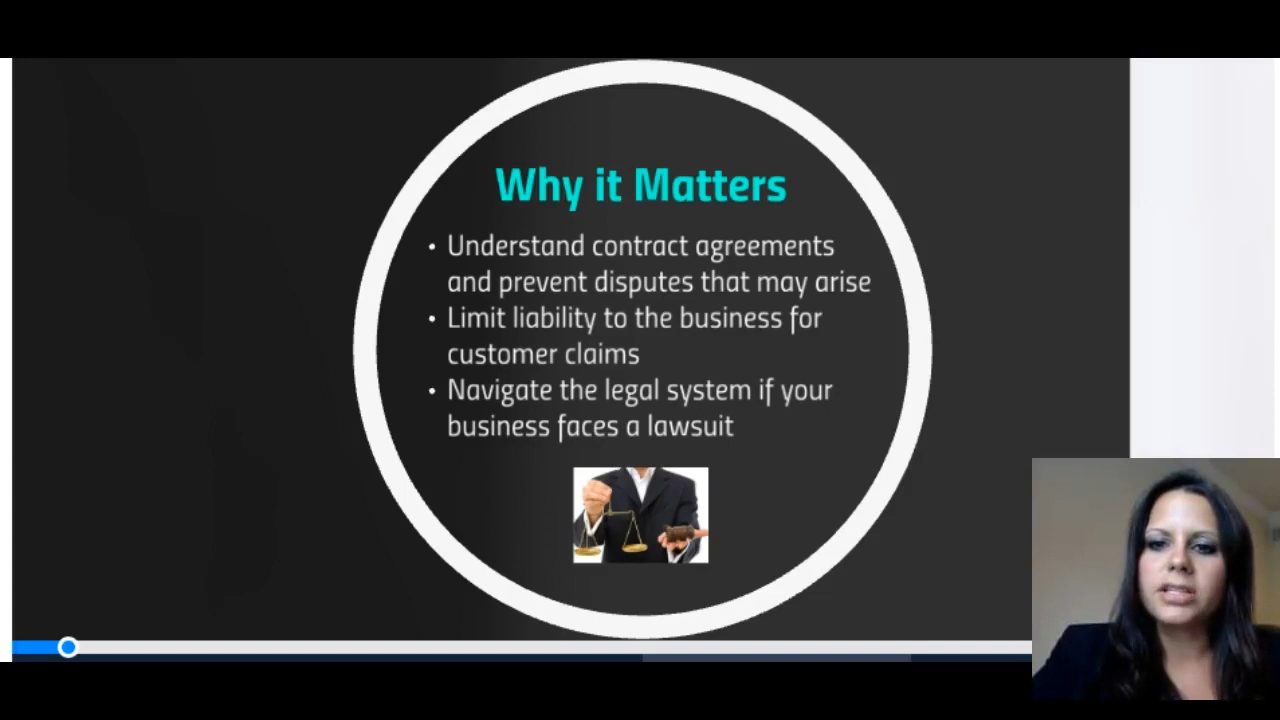 Why it Matters
• Understand contract agreements
and prevent disputes that may arise
• Limit liability to the business for
customer claims
• Navigate the legal system if your
business faces a lawsuit